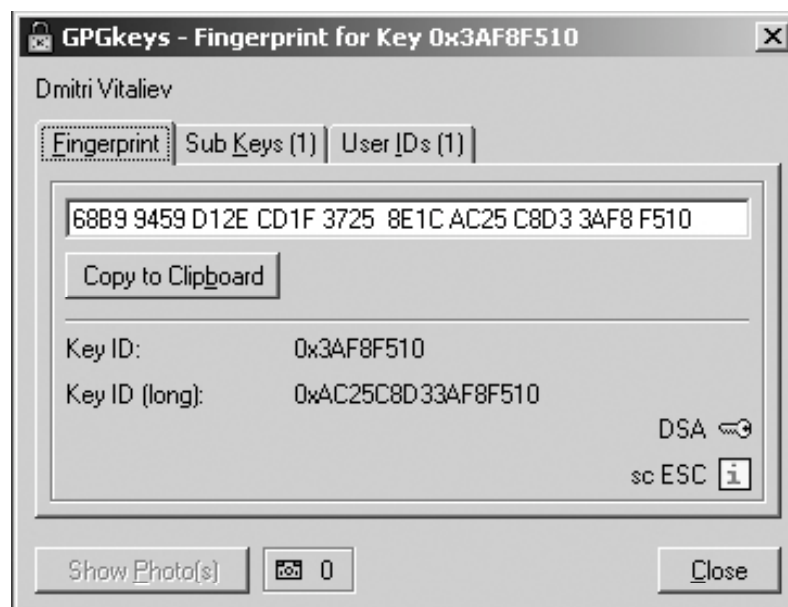 GPGkeys - Fingerprint for Key 0x3AF8F510
Dmitri Vitaliev
Fingerprint Sub Keys (1) User IDs (1)
68B9 9459 D12E CD1F 3725  8E1C AC25 C8D3 3AF8 F510
Copy to Clipboard
Key ID: 0x3AF8F510
Key ID (long): 0xAC25C8D33AF8F510
DSA
sc ESC i
Show Photo(s) 0 Close